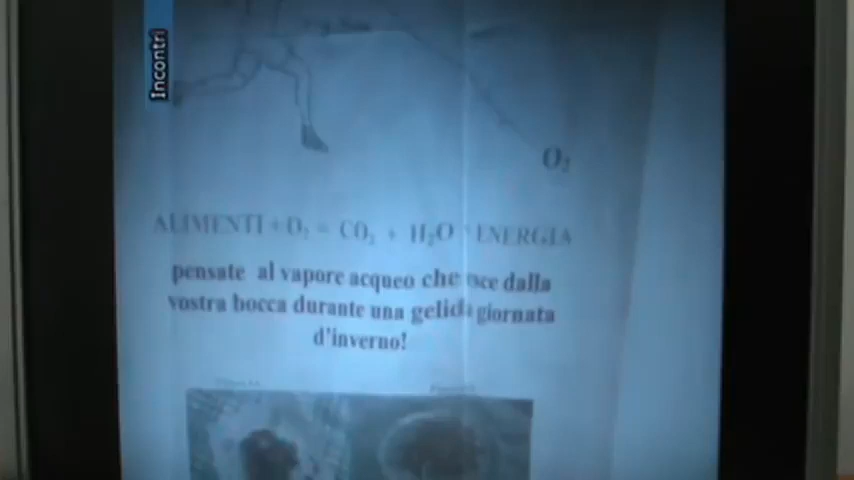 Incontri
O₂
ALIMENTI + O₂ = CO₂ + H₂O + ENERGIA
pensate al vapore acqueo che esce dalla
vostra bocca durante una gelida giornata
d'inverno!